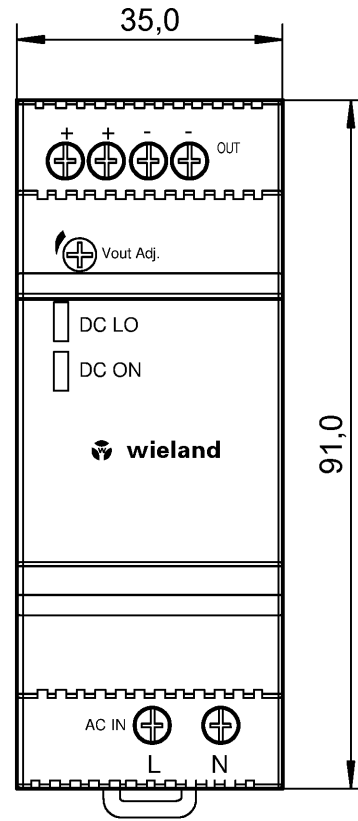 35,0
+ + - -
OUT
Vout Adj.
DC LO
DC ON
wieland
91,0
AC IN
L N